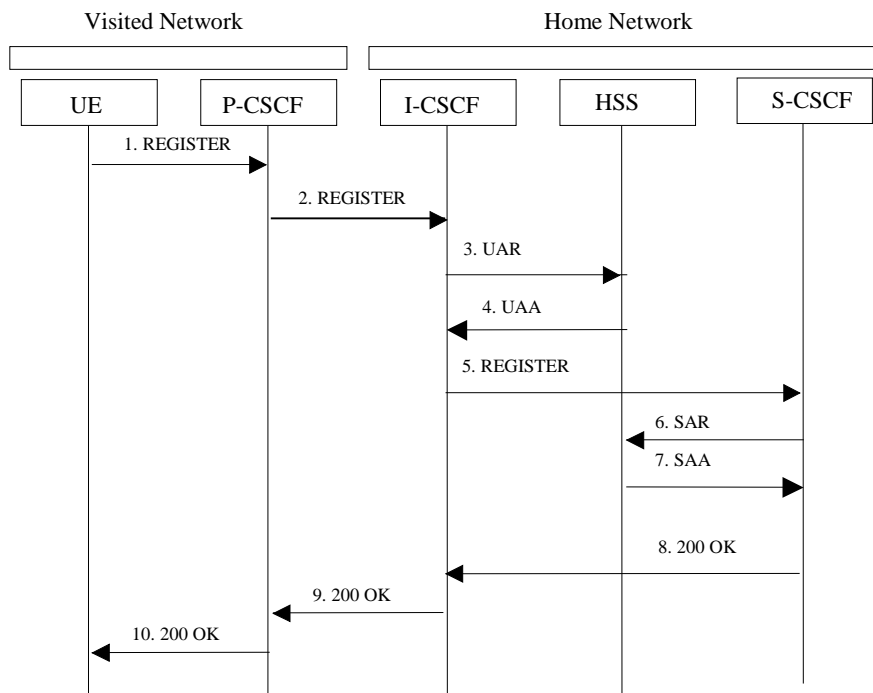 Visited Network
Home Network
UE
P-CSCF
I-CSCF
HSS
S-CSCF
1. REGISTER
2. REGISTER
3. UAR
4. UAA
5. REGISTER
6. SAR
7. SAA
8. 200 OK
9. 200 OK
10. 200 OK